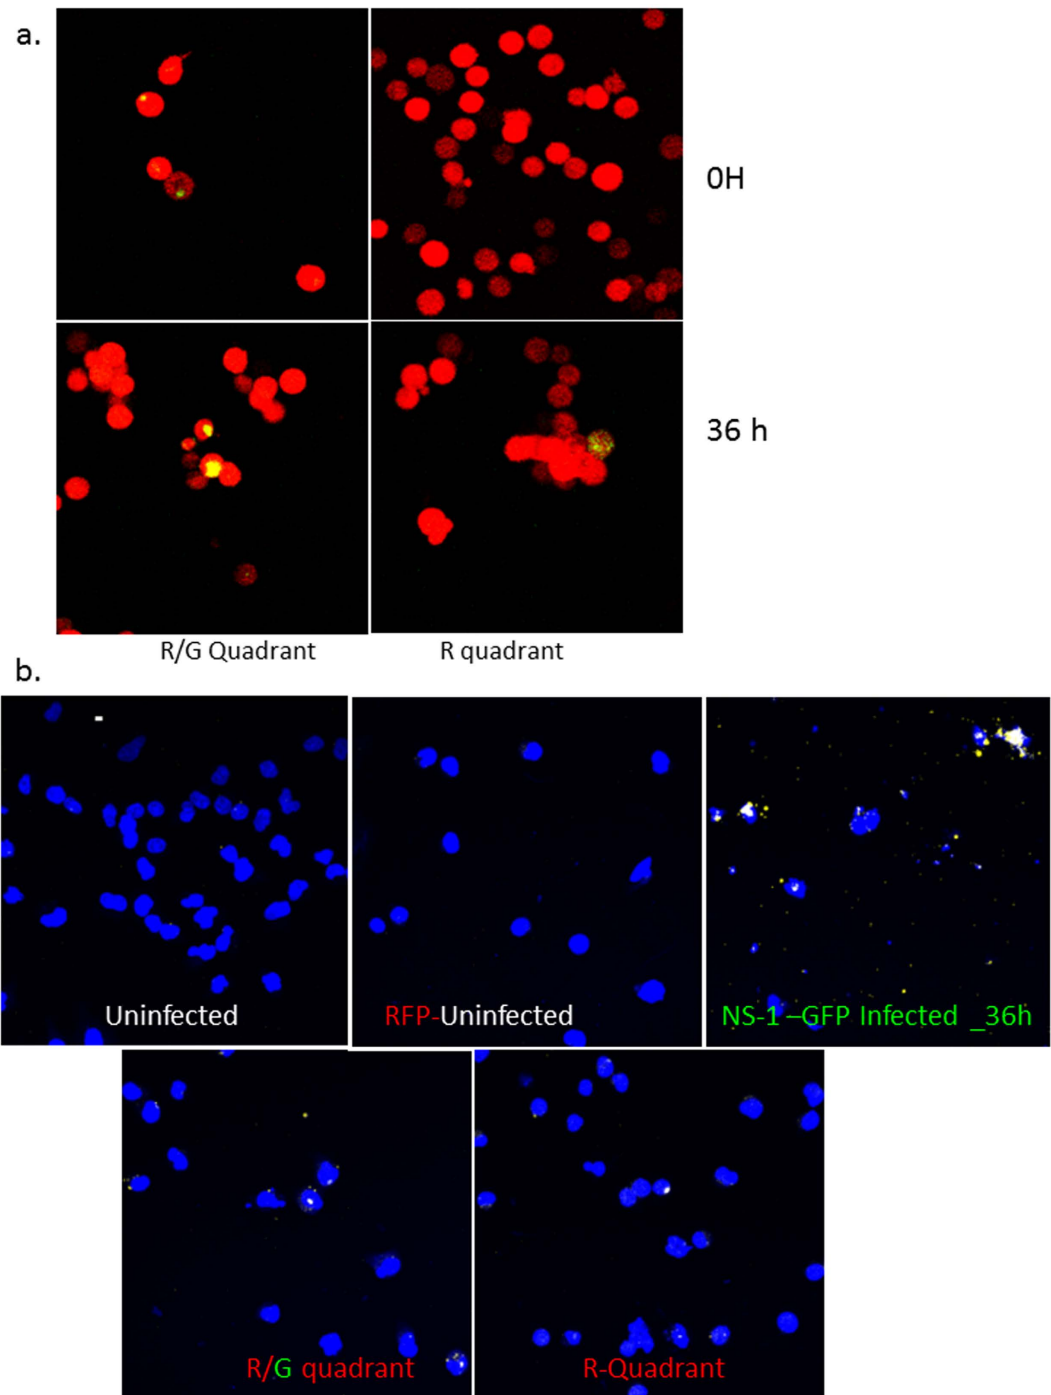 a.
0H
36 h
R/G Quadrant
R quadrant
b.
Uninfected
RFP-Uninfected
NS-1 –GFP Infected _36h
R/G quadrant
R-Quadrant